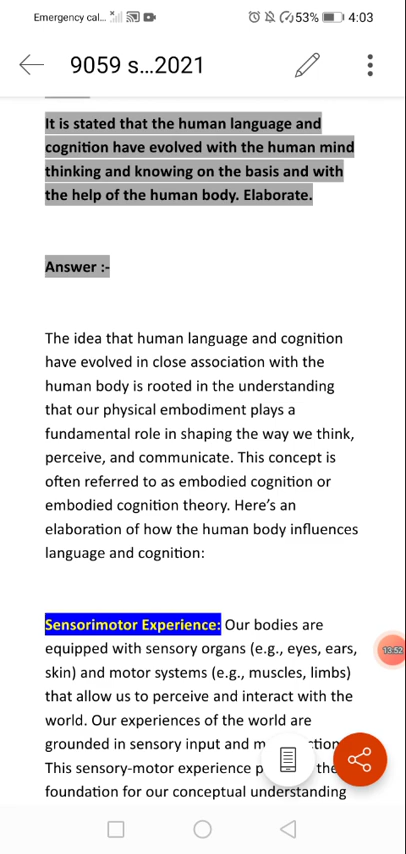 Emergency cal... 53% 4:03
9059 s...2021
It is stated that the human language and
cognition have evolved with the human mind
thinking and knowing on the basis and with
the help of the human body. Elaborate.
Answer :-
The idea that human language and cognition
have evolved in close association with the
human body is rooted in the understanding
that our physical embodiment plays a
fundamental role in shaping the way we think,
perceive, and communicate. This concept is
often referred to as embodied cognition or
embodied cognition theory. Here's an
elaboration of how the human body influences
language and cognition:
Sensorimotor Experience: Our bodies are
equipped with sensory organs (e.g., eyes, ears,
skin) and motor systems (e.g., muscles, limbs)
13:52
that allow us to perceive and interact with the
world. Our experiences of the world are
grounded in sensory input and
This sensory-motor experience the
foundation for our conceptual understanding